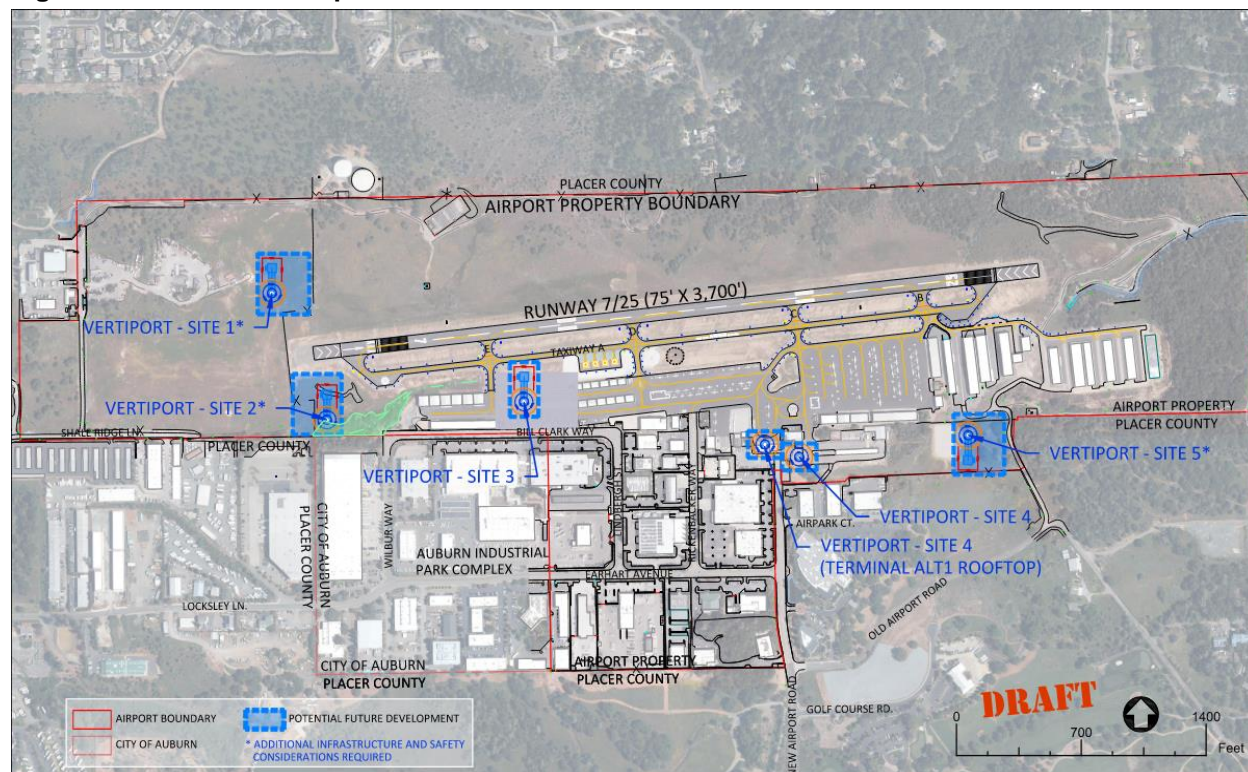 PLACER COUNTY
AIRPORT PROPERTY BOUNDARY
RUNWAY 7/25 (75' X 3,700')
VERTIPORT - SITE 1*
TAXIWAY A
B
VERTIPORT - SITE 2*
AIRPORT PROPERTY
PLACER COUNTY
SHALE RIDGE LN.
PLACER COUNTY
BILL CLARK WAY
VERTIPORT - SITE 3
VERTIPORT - SITE 5*
LINDBERGH ST.
RICKENBACKER WAY
CITY OF AUBURN
PLACER COUNTY
WILBUR WAY
VERTIPORT - SITE 4
AIRPARK CT.
AUBURN INDUSTRIAL
PARK COMPLEX
VERTIPORT - SITE 4
(TERMINAL ALT1 ROOFTOP)
EARHART AVENUE
LOCKSLEY LN.
OLD AIRPORT ROAD
CITY OF AUBURN
PLACER COUNTY
AIRPORT PROPERTY
PLACER COUNTY
NEW AIRPORT ROAD
GOLF COURSE RD.
DRAFT
AIRPORT BOUNDARY
POTENTIAL FUTURE DEVELOPMENT
CITY OF AUBURN
* ADDITIONAL INFRASTRUCTURE AND SAFETY
CONSIDERATIONS REQUIRED
0
700
1400
Feet